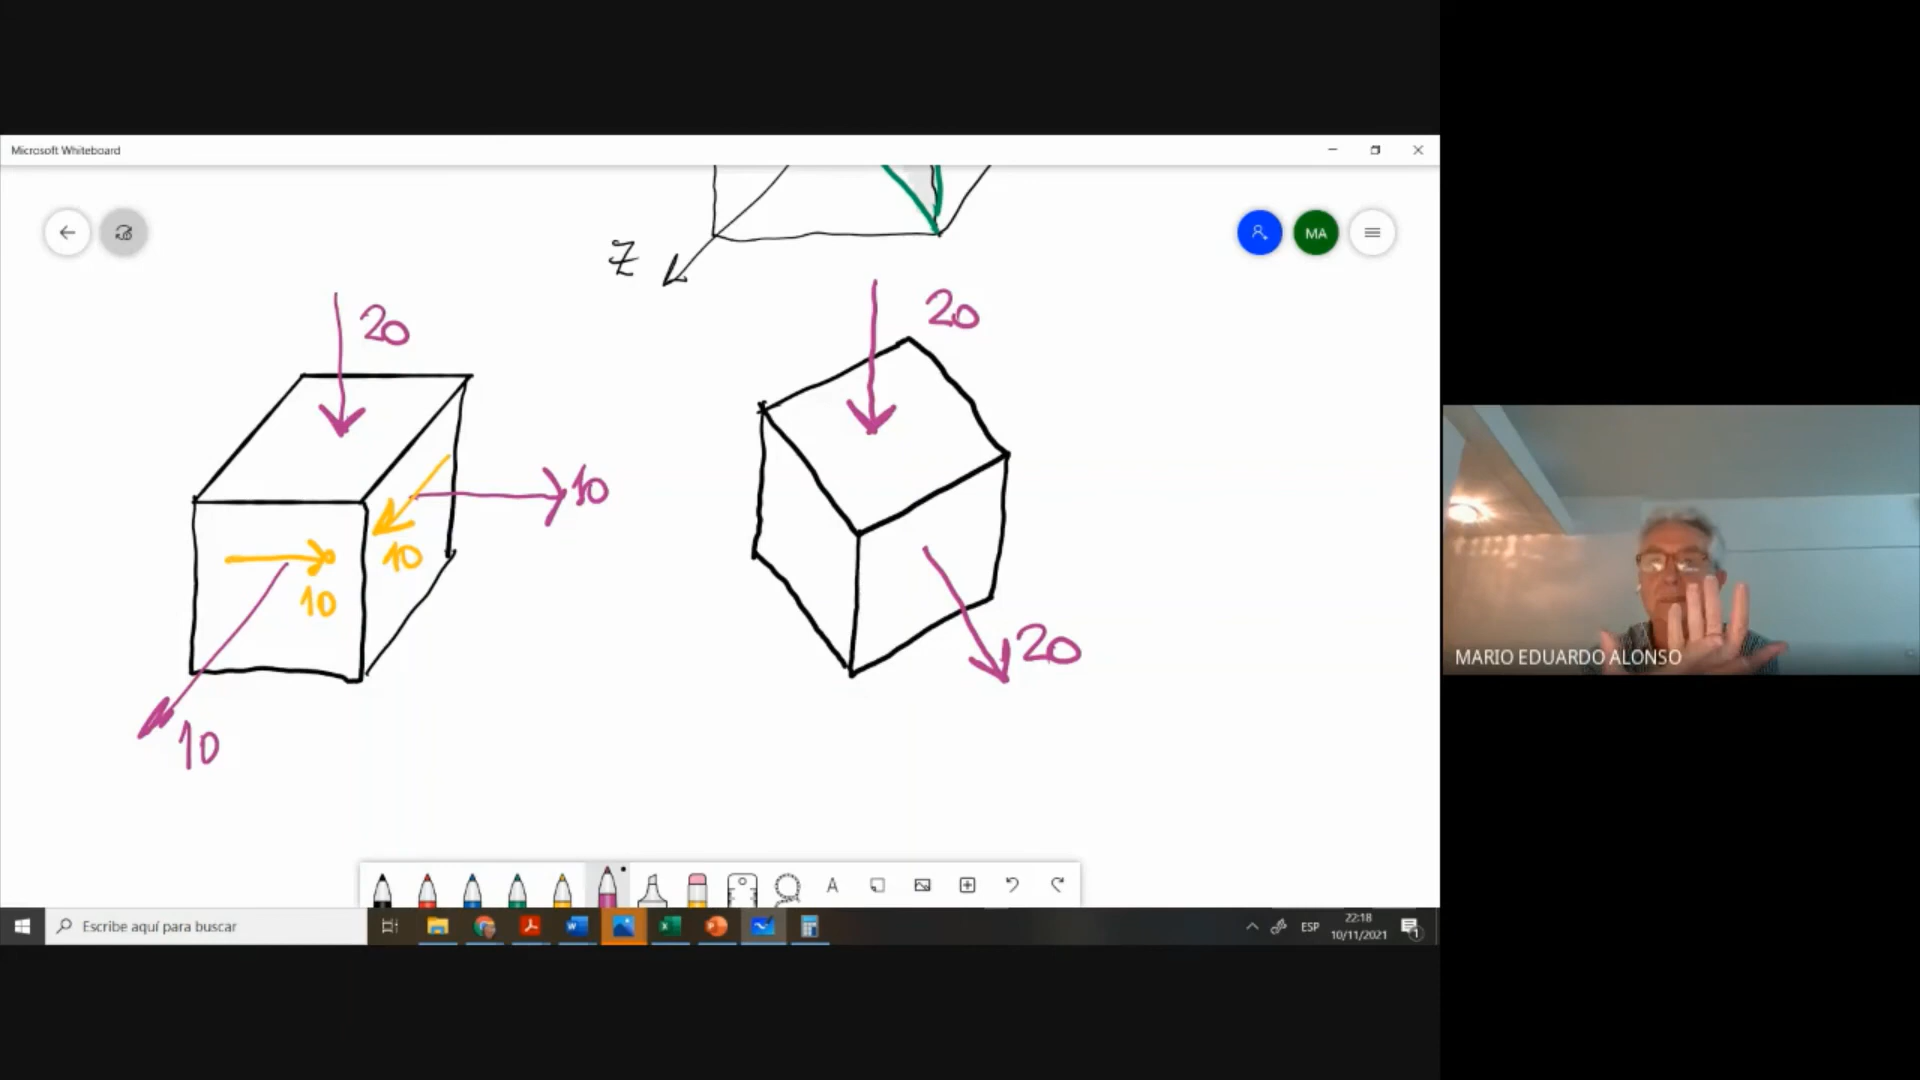 Microsoft Whiteboard
MA
Z
20
20
10
10
10
10
20
MARIO EDUARDO ALONSO
A
Escribe aquí para buscar
ESP
22:18
10/11/2021
1